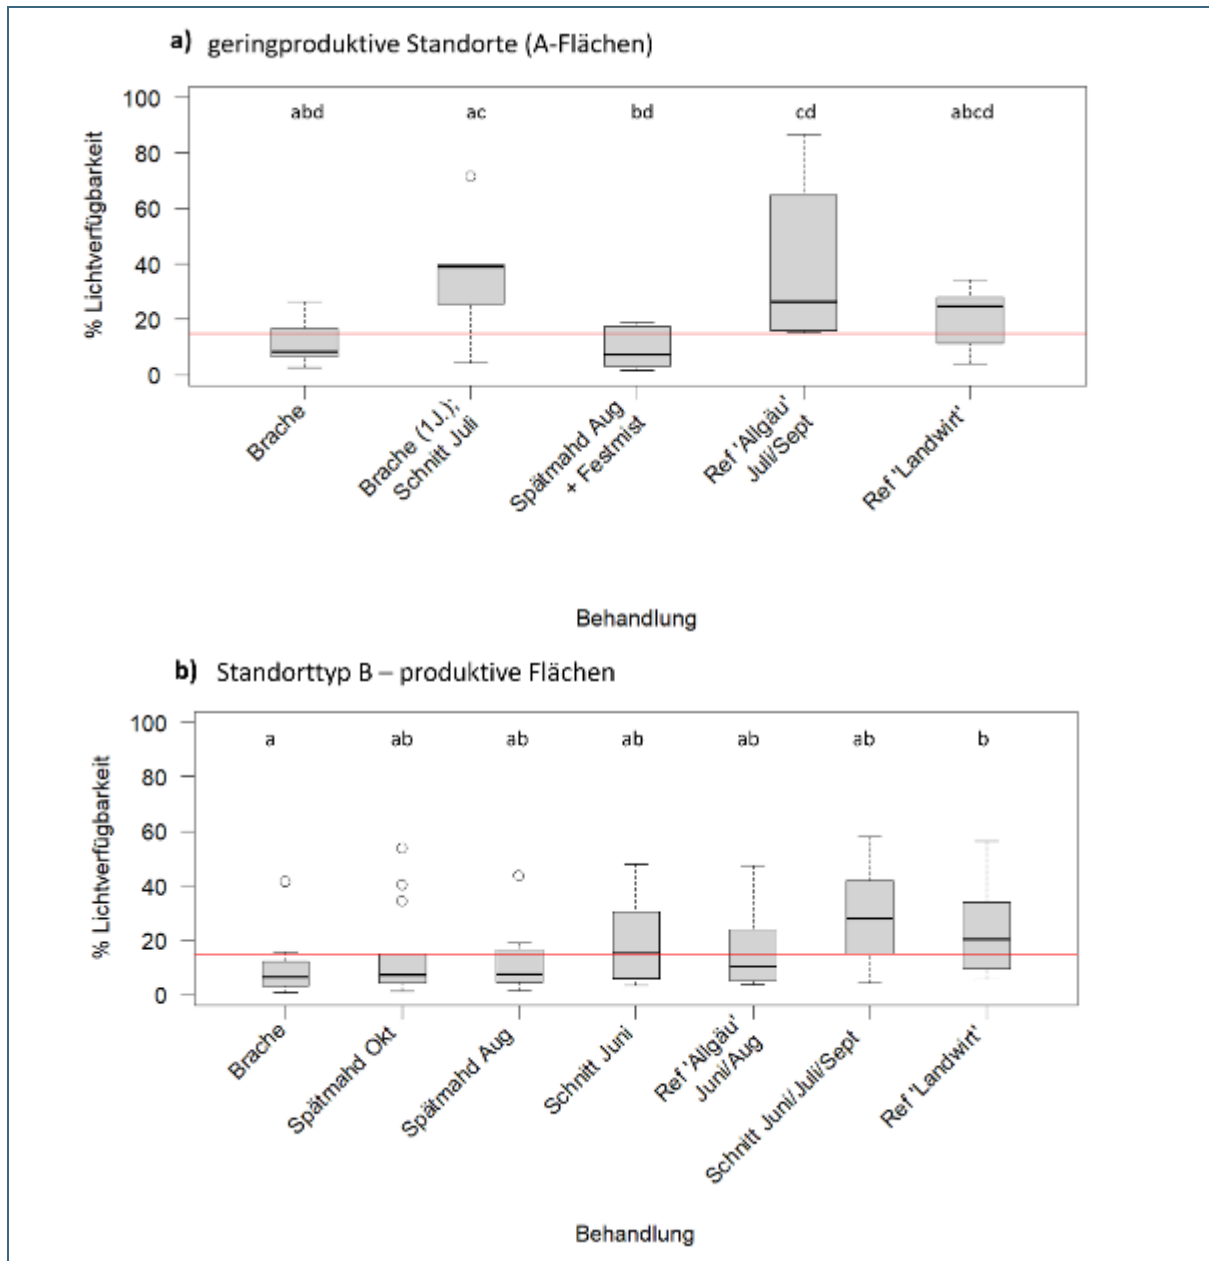 a) geringproduktive Standorte (A-Flächen)
% Lichtverfügbarkeit
100
80
60
40
20
0
abd
ac
bd
cd
abcd
Brache
Brache (1J.);
Schnitt Juli
Spätmahd Aug
+ Festmist
Ref 'Allgäu'
Juli/Sept
Ref 'Landwirt'
Behandlung
b) Standorttyp B – produktive Flächen
% Lichtverfügbarkeit
100
80
60
40
20
0
a
ab
ab
ab
ab
ab
b
Brache
Spätmahd Okt
Spätmahd Aug
Schnitt Juni
Ref 'Allgäu'
Juni/Aug
Schnitt Juni/Juli/Sept
Ref 'Landwirt'
Behandlung